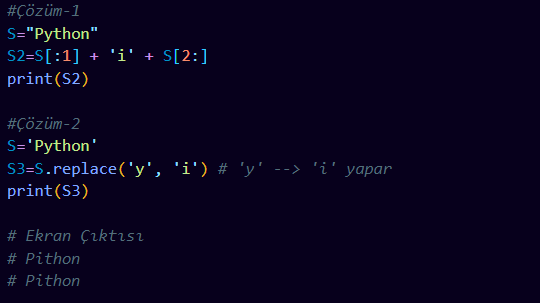 #Çözüm-1
S="Python"
S2=S[:1] + 'i' + S[2:]
print(S2)
#Çözüm-2
S='Python'
S3=S.replace('y', 'i') # 'y' --> 'i' yapar
print(S3)
# Ekran Çıktısı
# Pithon
# Pithon